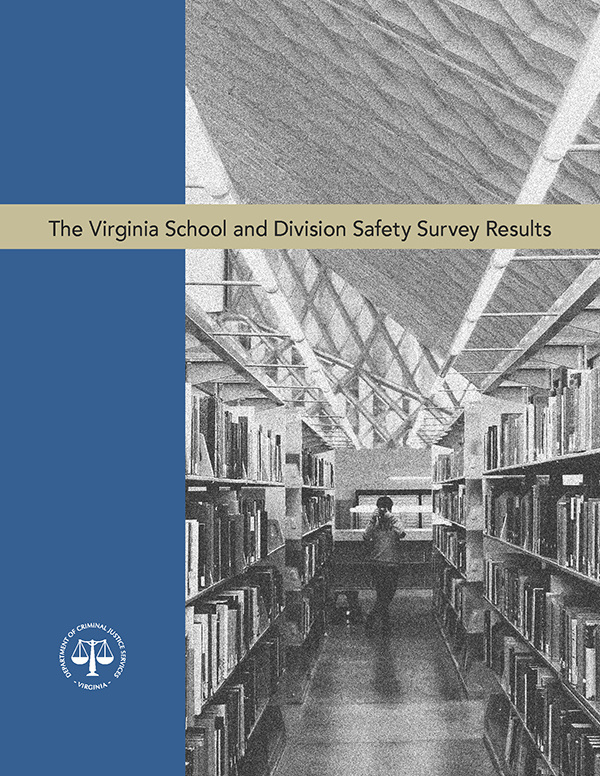 The Virginia School and Division Safety Survey Results
DEPARTMENT OF CRIMINAL JUSTICE SERVICES
- VIRGINIA -